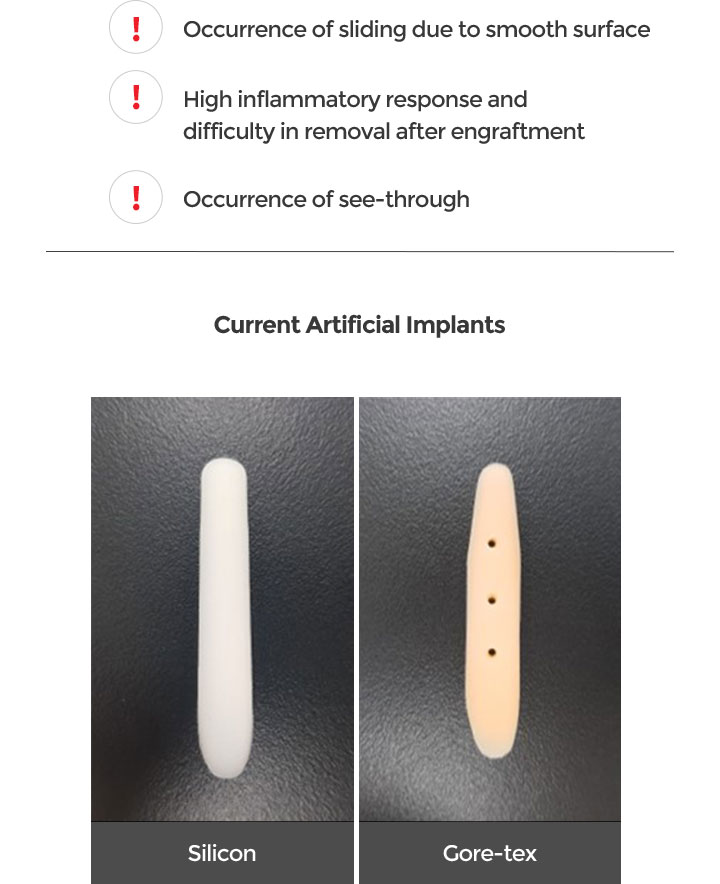 Occurrence of sliding due to smooth surface
High inflammatory response and
difficulty in removal after engraftment
Occurrence of see-through
Current Artificial Implants
Silicon
Gore-tex